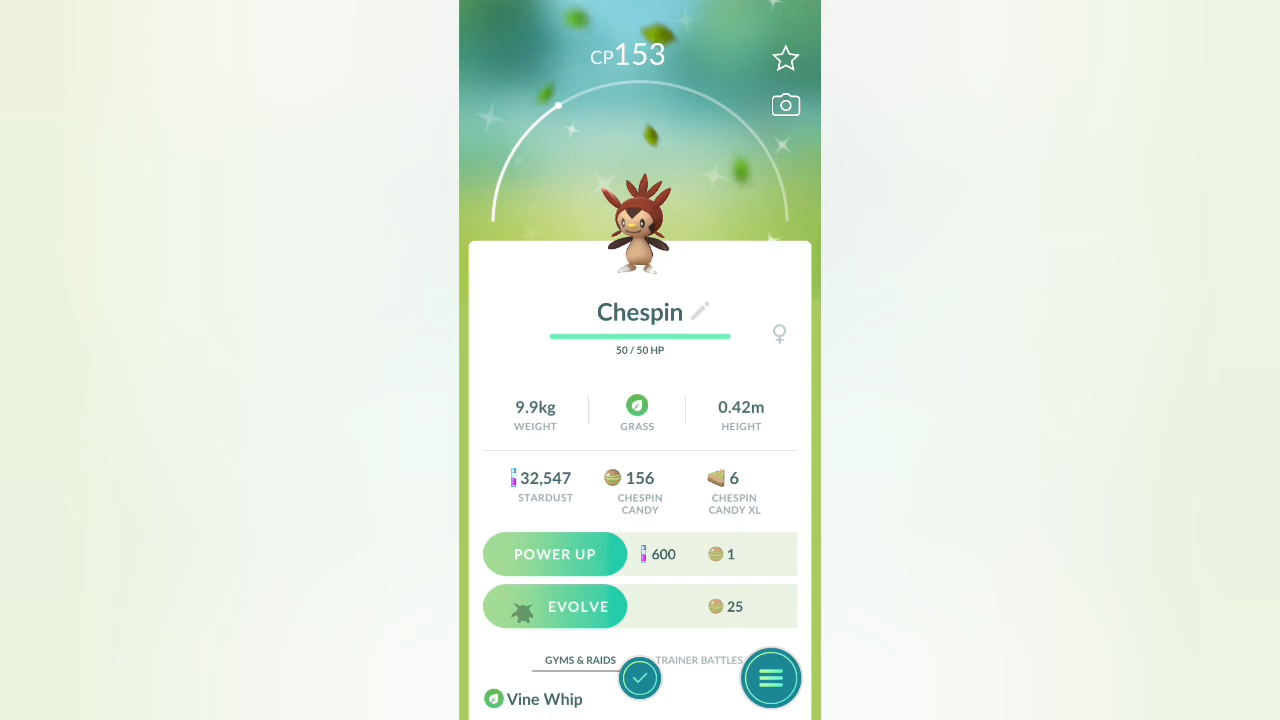 CP153
Chespin
50 / 50 HP
9.9kg
WEIGHT
GRASS
0.42m
HEIGHT
32,547
STARDUST
156
CHESPIN
CANDY
6
CHESPIN
CANDY XL
POWER UP 600 1
EVOLVE 25
GYMS & RAIDS TRAINER BATTLES
Vine Whip